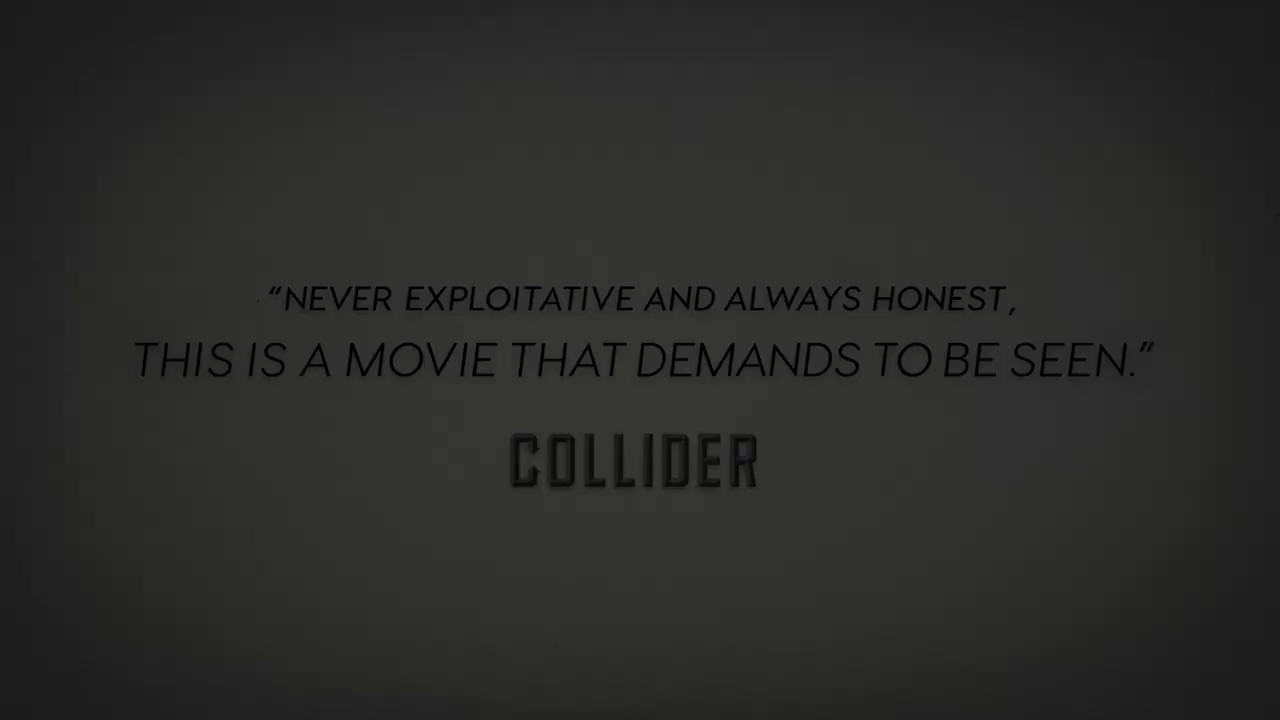 “NEVER EXPLOITATIVE AND ALWAYS HONEST,
THIS IS A MOVIE THAT DEMANDS TO BE SEEN.”
COLLIDER